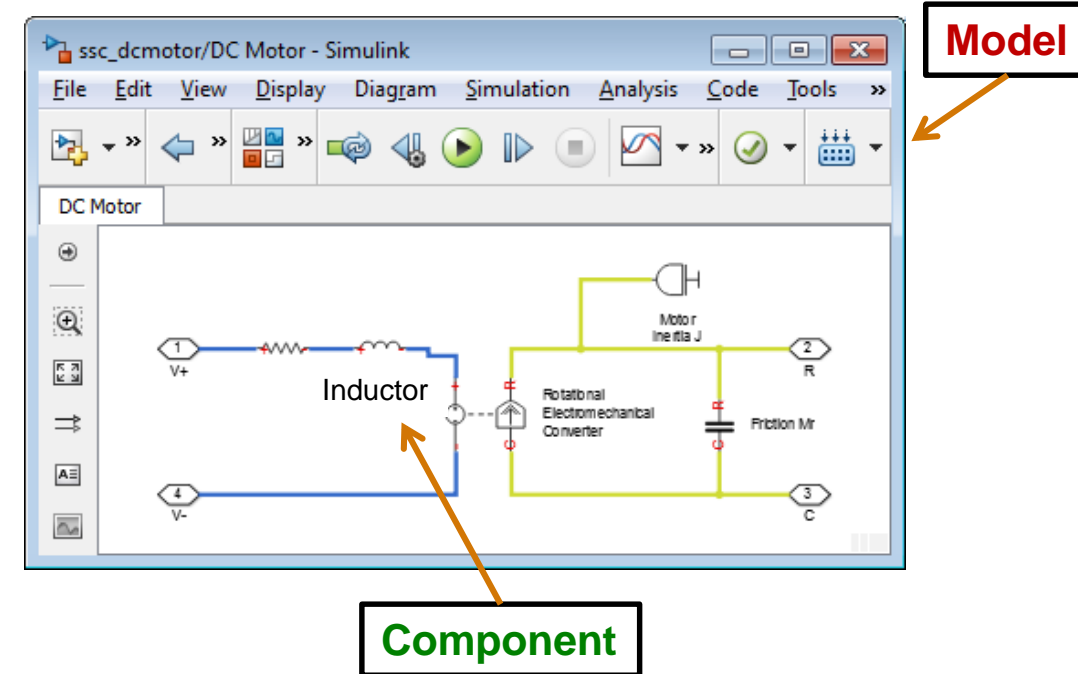 Model
ssc_dcmotor/DC Motor - Simulink
File Edit View Display Diagram Simulation Analysis Code Tools »
» » » »
DC Motor
Motor
Inertia J
1
V+
2
R
Inductor
+ + + R
Rotational
Electromechanical
Converter
R
Friction Mr
- C
C
A
4
V-
3
C
Component